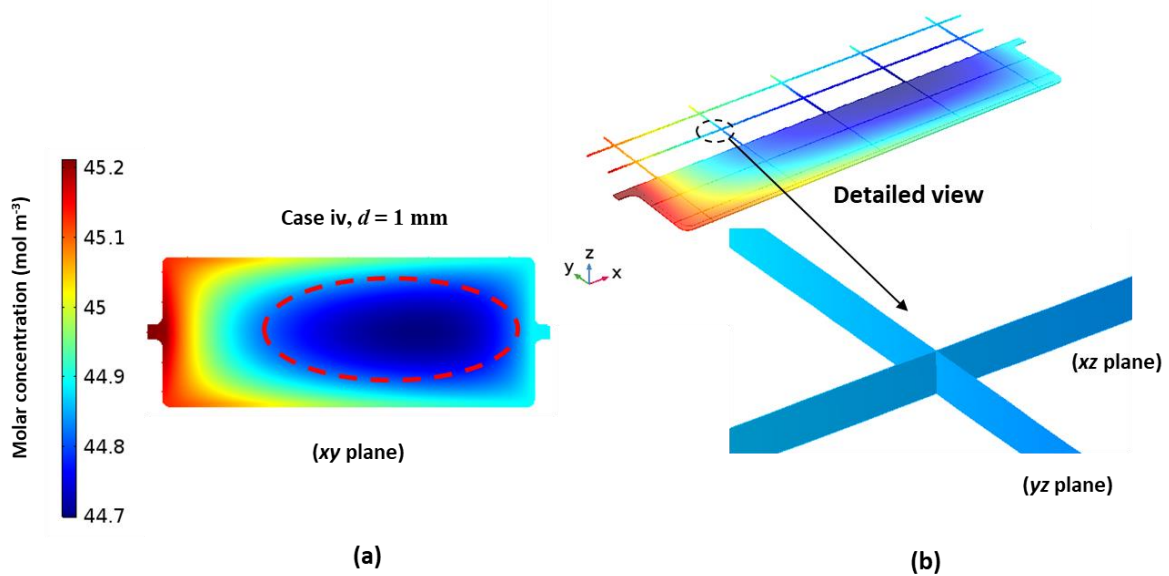 Molar concentration (mol m⁻³)
45.2
45.1
45
44.9
44.8
44.7
Case iv, d = 1 mm
(xy plane)
(a)
z
y
x
Detailed view
(xz plane)
(yz plane)
(b)